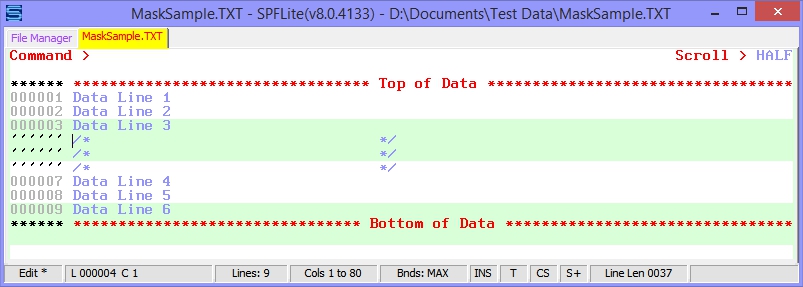 MaskSample.TXT - SPFLite(v8.0.4133) - D:\Documents\Test Data\MaskSample.TXT
File Manager MaskSample.TXT
Command > Scroll > HALF
****** ********************************* Top of Data **********************************
000001 Data Line 1
000002 Data Line 2
000003 Data Line 3
'''''' /* */
'''''' /* */
'''''' /* */
000007 Data Line 4
000008 Data Line 5
000009 Data Line 6
****** ******************************** Bottom of Data ********************************
Edit * L 000004 C 1 Lines: 9 Cols 1 to 80 Bnds: MAX INS T CS S+ Line Len 0037